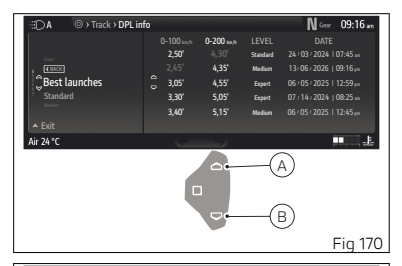 A Track › DPL info N Gear 09:16 am
0-100 km/h 0-200 km/h LEVEL DATE
2,50' 4,30' Standard 24 / 03 / 2024 | 07:45 am
BACK 2,45' 4,35' Medium 13/ 06 / 2026 | 09:16 pm
Best launches 3,05' 4,55' Expert 06 / 05 / 2023 | 12:59 pm
Standard 3,30' 5,05' Expert 07 / 14 / 2024 | 08:25 am
Medium 3,40' 5,15' Medium 06 / 05 / 2023 | 12:45 pm
Exit
Air 24 °C
A
B
Fig 170